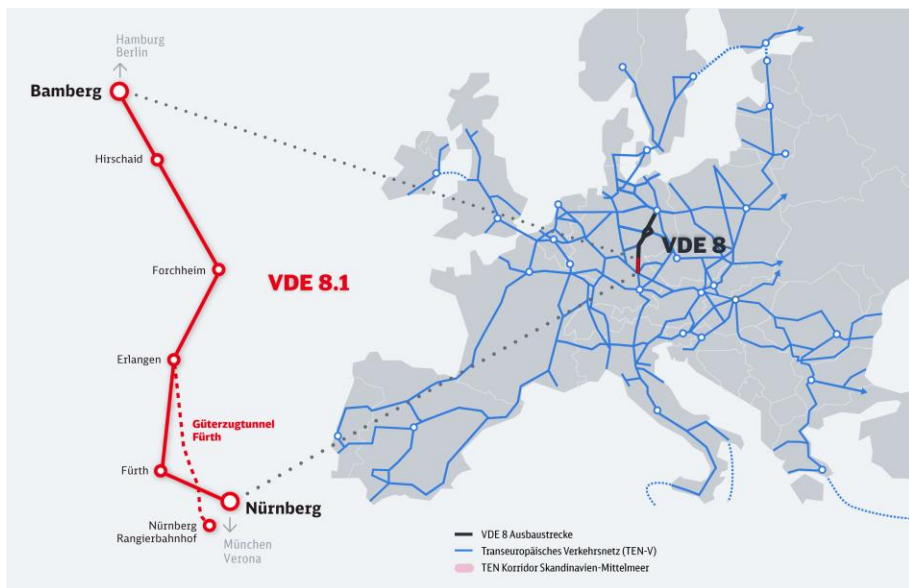 Hamburg
Berlin
Bamberg
Hirschaid
Forchheim
VDE 8.1
VDE 8
Erlangen
Güterzugtunnel
Fürth
Fürth
Nürnberg
Nürnberg
Rangierbahnhof
München
Verona
VDE 8 Ausbaustrecke
Transeuropäisches Verkehrsnetz (TEN-V)
TEN Korridor Skandinavien-Mittelmeer